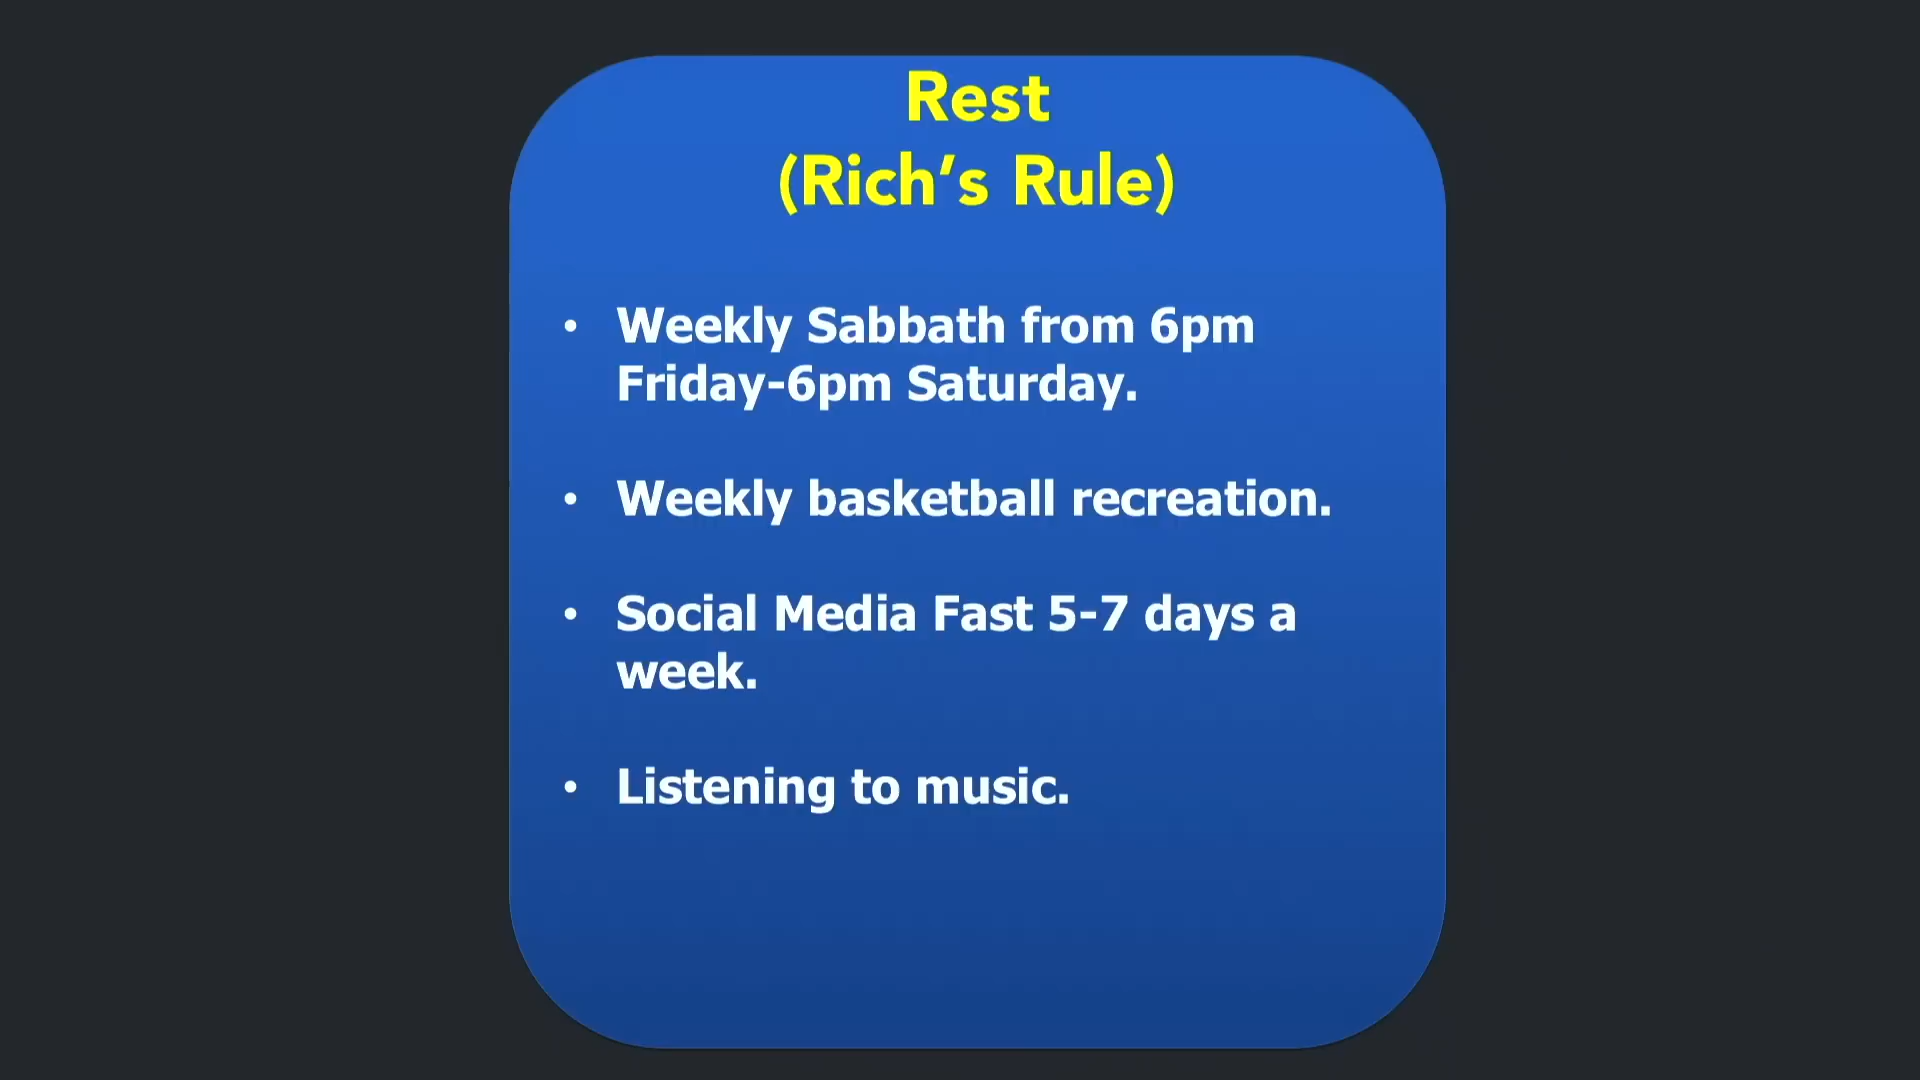 Rest
(Rich’s Rule)
• Weekly Sabbath from 6pm
Friday-6pm Saturday.
• Weekly basketball recreation.
• Social Media Fast 5-7 days a
week.
• Listening to music.